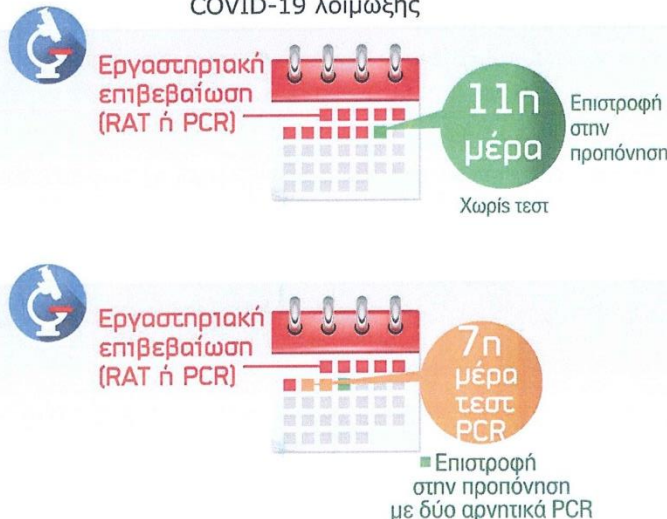 COVID-19 λοίμωξης
Εργαστηριακή
επιβεβαίωση
(RAT ή PCR)
11η
μέρα
Επιστροφή
στην
προπόνηση
Χωρίς τεστ
Εργαστηριακή
επιβεβαίωση
(RAT ή PCR)
7η
μέρα
τεστ
PCR
Επιστροφή
στην προπόνηση
με δύο αρνητικά PCR